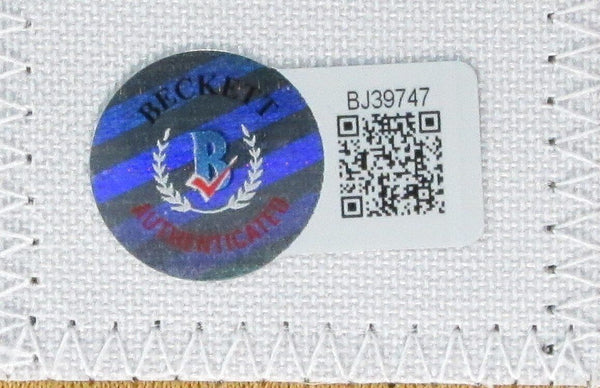 BECKETT
B
AUTHENTICATED
BJ39747